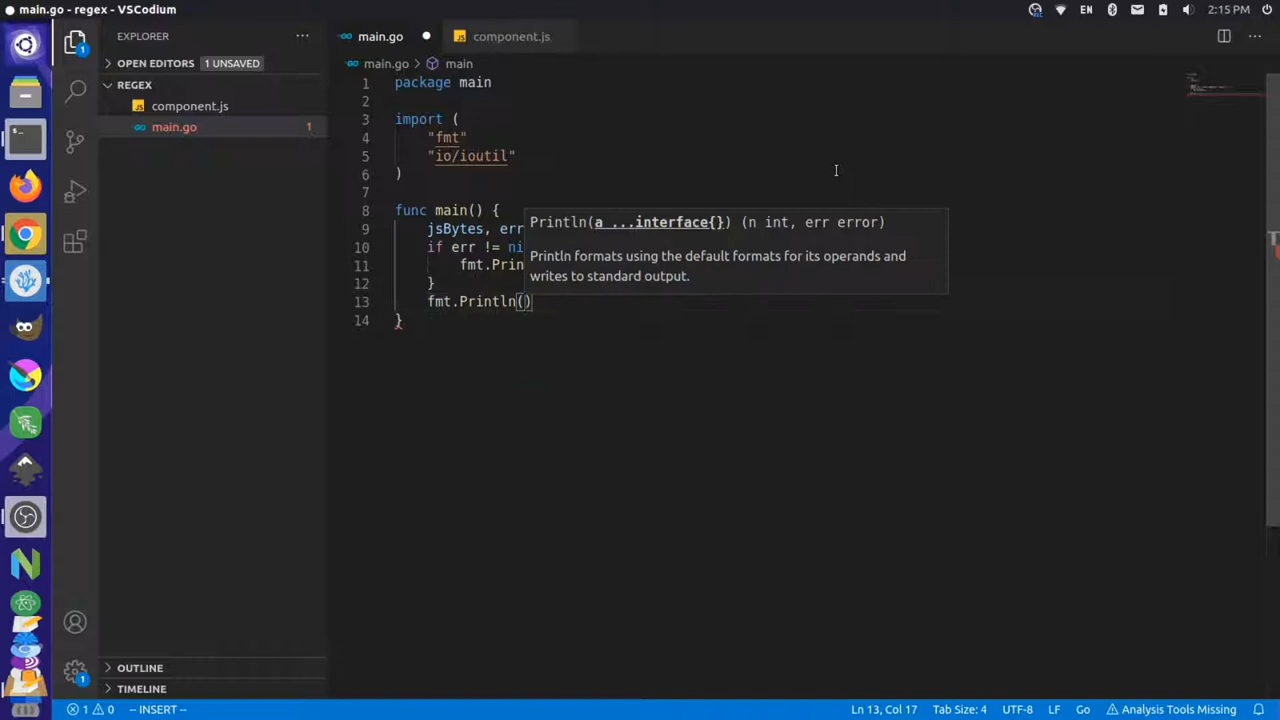 main.go - regex - VSCodium
EN
2:15 PM
EXPLORER
main.go
component.js
OPEN EDITORS 1 UNSAVED
main.go > main
REGEX
component.js
main.go 1
1 package main
2
3 import (
4 "fmt"
5 "io/ioutil"
6 )
7
8 func main() {
9 jsBytes, err
10 if err != ni
11 fmt.Prin
12 }
13 fmt.Println()
14 }
Println(a ...interface{}) (n int, err error)
Println formats using the default formats for its operands and
writes to standard output.
1
1
OUTLINE
TIMELINE
1 0 -- INSERT -- Ln 13, Col 17 Tab Size: 4 UTF-8 LF Go Analysis Tools Missing